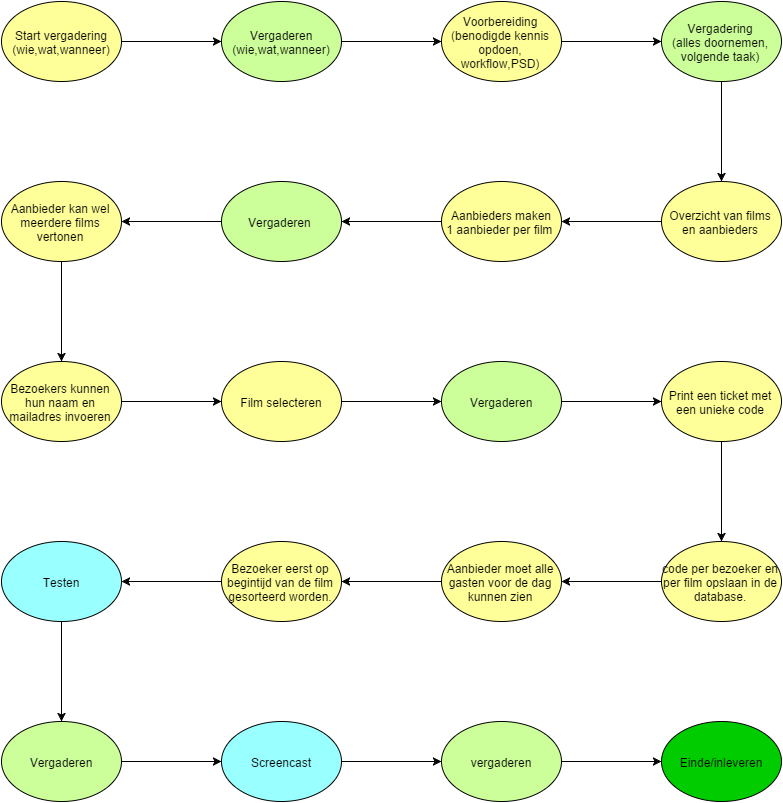 Start vergadering
(wie,wat,wanneer)
Vergaderen
(wie,wat,wanneer)
Voorbereiding
(benodigde kennis
opdoen,
workflow,PSD)
Vergadering
(alles doornemen,
volgende taak)
Aanbieder kan wel
meerdere films
vertonen
Vergaderen
Aanbieders maken
1 aanbieder per film
Overzicht van films
en aanbieders
Bezoekers kunnen
hun naam en
mailadres invoeren
Film selecteren
Vergaderen
Print een ticket met
een unieke code
Testen
Bezoeker eerst op
begintijd van de film
gesorteerd worden.
Aanbieder moet alle
gasten voor de dag
kunnen zien
code per bezoeker en
per film opslaan in de
database.
Vergaderen
Screencast
vergaderen
Einde/inleveren